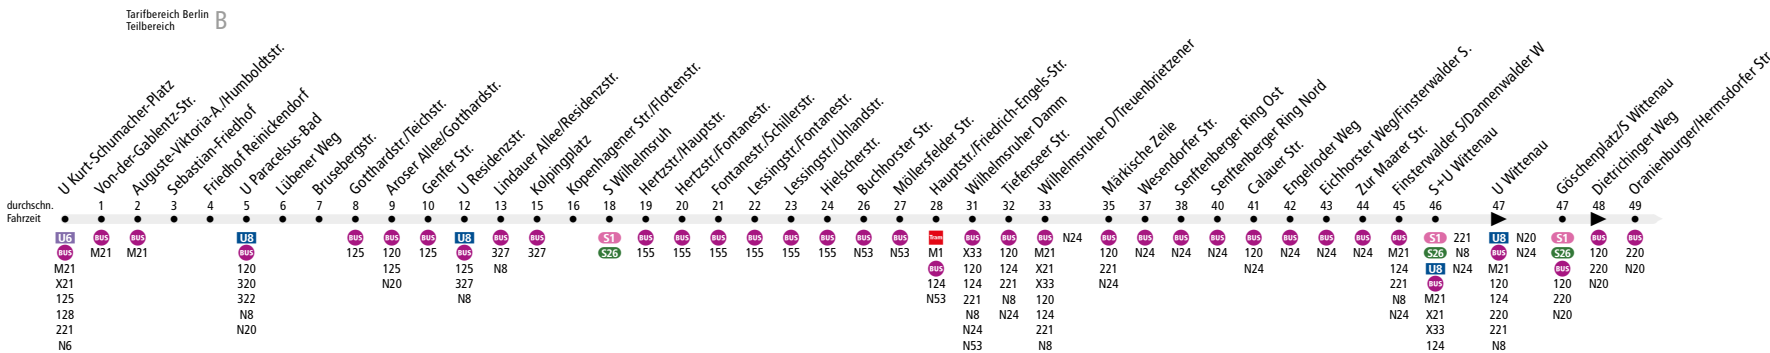 Tarifbereich Berlin
Teilbereich
B
U Kurt-Schumacher-Platz
Von-der-Gablentz-Str.
Auguste-Viktoria-A./Humboldtstr.
Sebastian-Friedhof
Friedhof Reinickendorf
U Paracelsus-Bad
Lübener Weg
Brusebergstr.
Gotthardstr./Teichstr.
Aroser Allee/Gotthardstr.
Genfer Str.
U Residenzstr.
Lindauer Allee/Residenzstr.
Kolpingplatz
Kopenhagener Str./Flottenstr.
S Wilhelmsruh
Hertzstr./Hauptstr.
Hertzstr./Fontanestr.
Fontanestr./Schillerstr.
Lessingstr./Fontanestr.
Lessingstr./Uhlandstr.
Hielscherstr.
Buchhorster Str.
Möllersfelder Str.
Hauptstr./Friedrich-Engels-Str.
Wilhelmsruher Damm
Tiefenseer Str.
Wilhelmsruher D/Treuenbrietzener
Märkische Zeile
Wesendorfer Str.
Senftenberger Ring Ost
Senftenberger Ring Nord
Calauer Str.
Engelroder Weg
Eichhorster Weg/Finsterwalder S.
Zur Maarer Str.
Finsterwalder S/Dannenwalder W
S+U Wittenau
U Wittenau
Göschenplatz/S Wittenau
Dietrichinger Weg
Oranienburger/Hermsdorfer Str
durchschn. 1 2 3 4 5 6 7 8 9 10 12 13 15 16 18 19 20 21 22 23 24 26 27 28 31 32 33 35 37 38 40 41 42 43 44 45 46 47 47 48 49
Fahrzeit
U6 BUS BUS U8 BUS BUS BUS U8 BUS BUS S1 BUS BUS BUS BUS BUS BUS BUS BUS Tram BUS BUS BUS N24 BUS BUS BUS BUS BUS BUS BUS BUS BUS S1 221 U8 N20 S1 BUS BUS
BUS M21 M21 BUS 125 120 125 BUS 327 327 S26 155 155 155 155 155 155 N53 N53 M1 X33 120 M21 120 N24 N24 N24 120 N24 N24 N24 M21 S26 N8 BUS N24 S26 120 220
M21 120 125 125 N8 BUS 120 124 X21 221 N24 124 U8 N24 M21 BUS 220 N20
X21 320 N20 327 124 124 221 X33 N24 221 BUS 120 120 N20
125 322 N8 N53 221 N8 120 N8 M21 124 220
128 N8 N8 N24 124 N24 X21 220 N20
221 N20 N24 221 X33 221
N6 N53 N8 124 N8